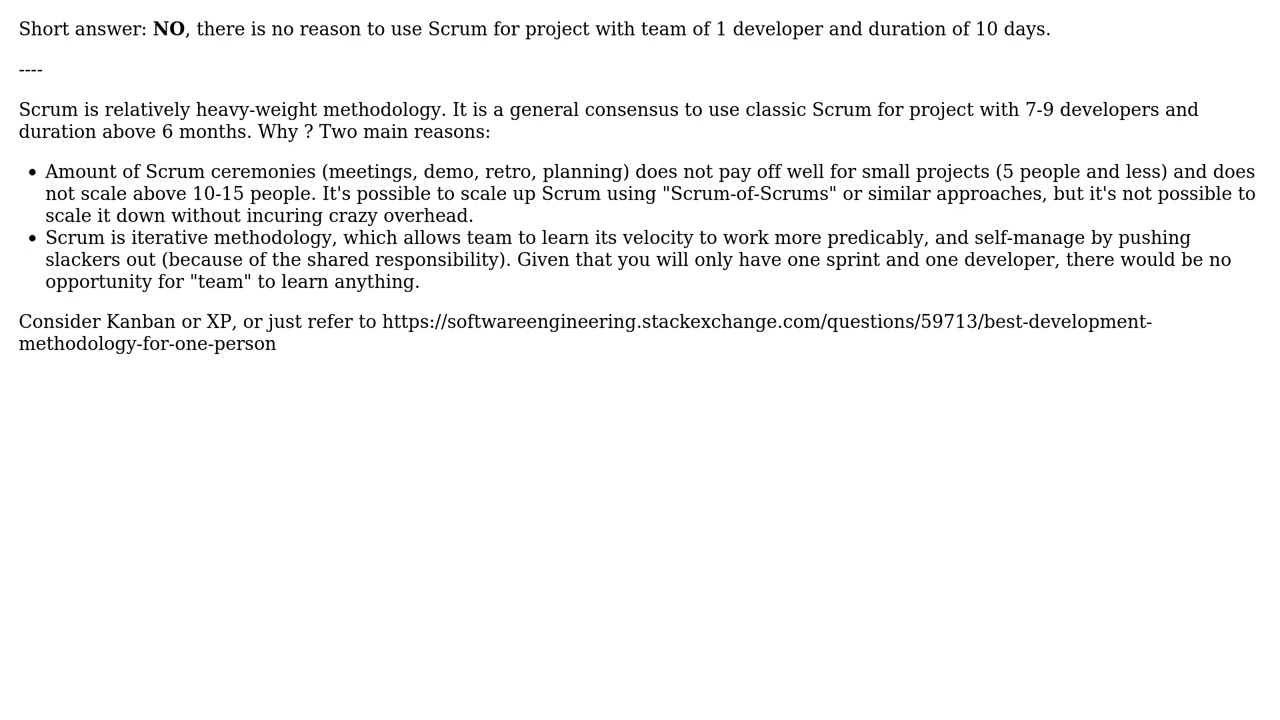 Short answer: NO, there is no reason to use Scrum for project with team of 1 developer and duration of 10 days.
----
Scrum is relatively heavy-weight methodology. It is a general consensus to use classic Scrum for project with 7-9 developers and
duration above 6 months. Why ? Two main reasons:
• Amount of Scrum ceremonies (meetings, demo, retro, planning) does not pay off well for small projects (5 people and less) and does
not scale above 10-15 people. It's possible to scale up Scrum using "Scrum-of-Scrums" or similar approaches, but it's not possible to
scale it down without incuring crazy overhead.
• Scrum is iterative methodology, which allows team to learn its velocity to work more predicably, and self-manage by pushing
slackers out (because of the shared responsibility). Given that you will only have one sprint and one developer, there would be no
opportunity for "team" to learn anything.
Consider Kanban or XP, or just refer to https://softwareengineering.stackexchange.com/questions/59713/best-development-
methodology-for-one-person